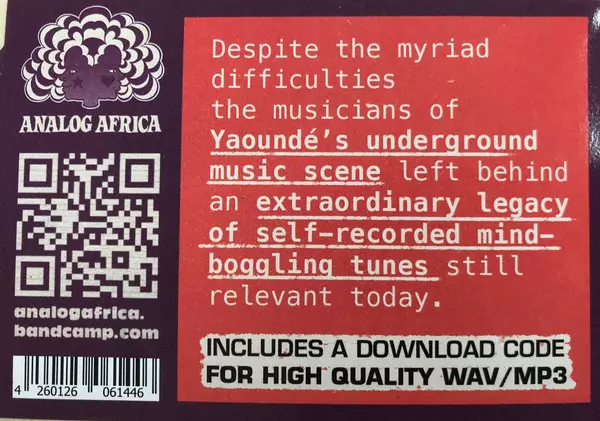 ANALOG AFRICA
analogafrica.
bandcamp.com
4 260126 061446
Despite the myriad
difficulties
the musicians of
Yaoundé's underground
music scene left behind
an extraordinary legacy
of self-recorded mind-
boggling tunes still
relevant today.
INCLUDES A DOWNLOAD CODE
FOR HIGH QUALITY WAV/MP3